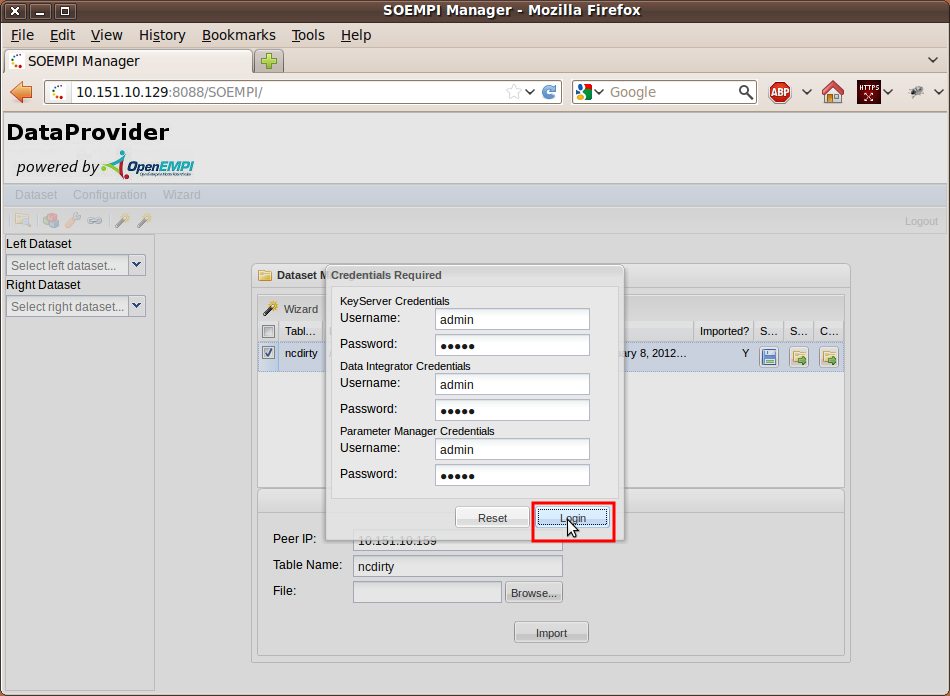 SOEMPI Manager - Mozilla Firefox
File Edit View History Bookmarks Tools Help
SOEMPI Manager
10.151.10.129:8088/SOEMPI/
Google
ABP
HTTPS
DataProvider
powered by OpenEMPI
Dataset Configuration Wizard
Logout
Left Dataset
Select left dataset...
Right Dataset
Select right dataset...
Dataset M
Wizard
Tabl... Imported? S... S... C...
ncdirty ary 8, 2012... Y
Credentials Required
KeyServer Credentials
Username: admin
Password: ●●●●●
Data Integrator Credentials
Username: admin
Password: ●●●●●
Parameter Manager Credentials
Username: admin
Password: ●●●●●
Reset Login
Peer IP: 10.151.10.159
Table Name: ncdirty
File: Browse...
Import